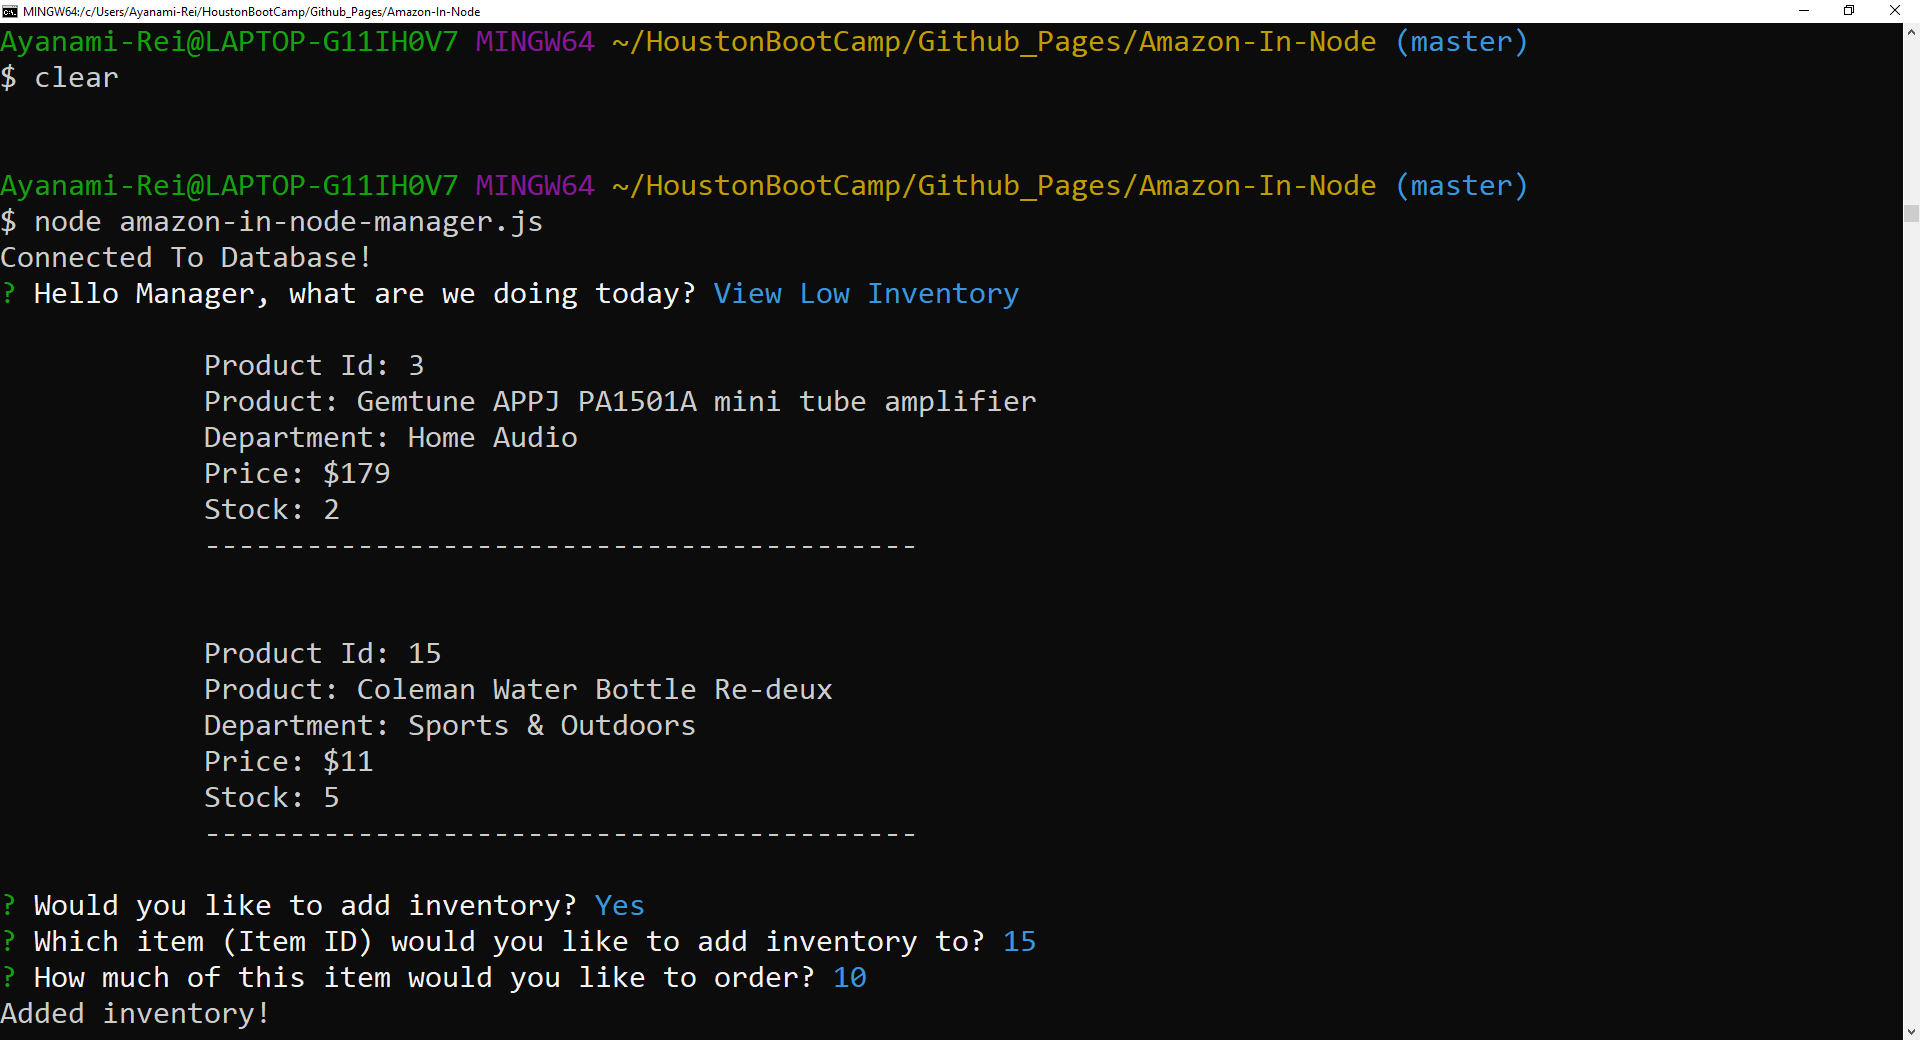 MINGW64:/c/Users/Ayanami-Rei/HoustonBootCamp/Github_Pages/Amazon-In-Node
Ayanami-Rei@LAPTOP-G11IH0V7 MINGW64 ~/HoustonBootCamp/Github_Pages/Amazon-In-Node (master)
$ clear
Ayanami-Rei@LAPTOP-G11IH0V7 MINGW64 ~/HoustonBootCamp/Github_Pages/Amazon-In-Node (master)
$ node amazon-in-node-manager.js
Connected To Database!
? Hello Manager, what are we doing today? View Low Inventory
Product Id: 3
Product: Gemtune APPJ PA1501A mini tube amplifier
Department: Home Audio
Price: $179
Stock: 2
------------------------------------------
Product Id: 15
Product: Coleman Water Bottle Re-deux
Department: Sports & Outdoors
Price: $11
Stock: 5
------------------------------------------
? Would you like to add inventory? Yes
? Which item (Item ID) would you like to add inventory to? 15
? How much of this item would you like to order? 10
Added inventory!